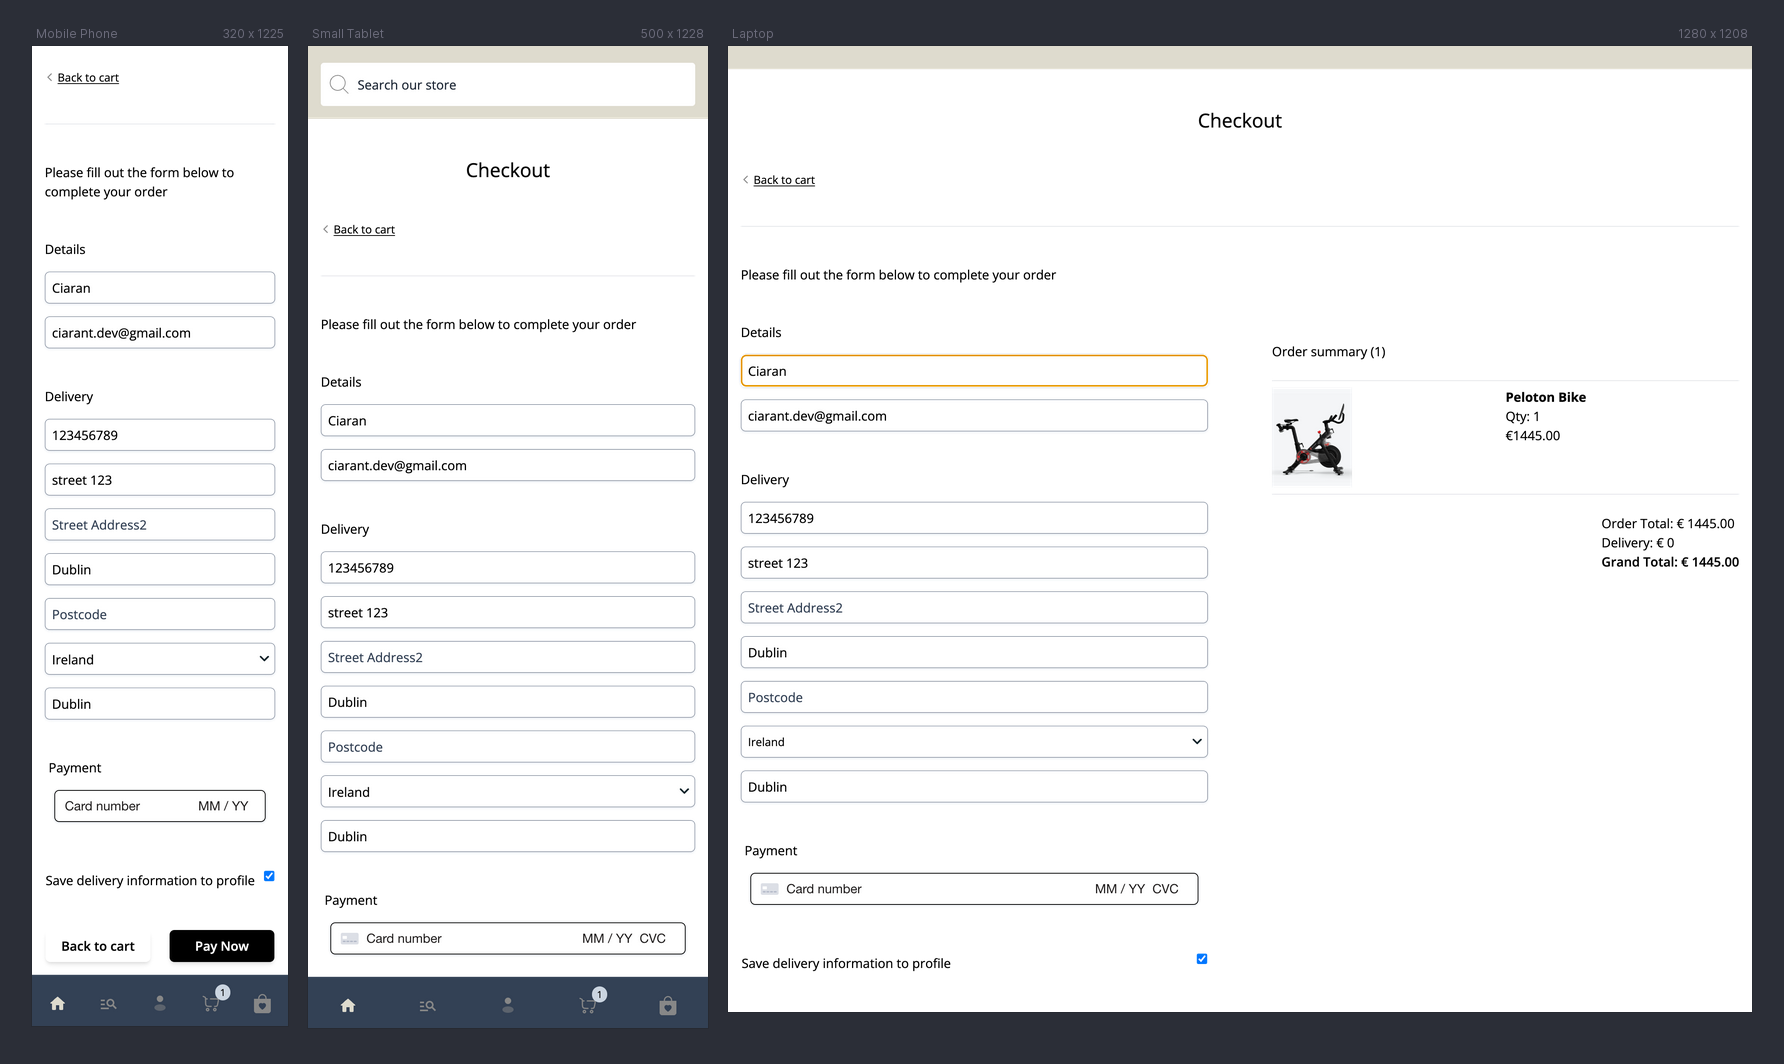 Mobile Phone 320 x 1225
< Back to cart
Please fill out the form below to
complete your order
Details
Ciaran
ciarant.dev@gmail.com
Delivery
123456789
street 123
Street Address2
Dublin
Postcode
Ireland
Dublin
Payment
Card number MM / YY
Save delivery information to profile
Back to cart Pay Now
1
Small Tablet 500 x 1228
Search our store
Checkout
< Back to cart
Please fill out the form below to complete your order
Details
Ciaran
ciarant.dev@gmail.com
Delivery
123456789
street 123
Street Address2
Dublin
Postcode
Ireland
Dublin
Payment
Card number MM / YY CVC
1
Laptop 1280 x 1208
Checkout
< Back to cart
Please fill out the form below to complete your order
Details
Ciaran
ciarant.dev@gmail.com
Delivery
123456789
street 123
Street Address2
Dublin
Postcode
Ireland
Dublin
Payment
Card number MM / YY CVC
Save delivery information to profile
Order summary (1)
Peloton Bike
Qty: 1
€1445.00
Order Total: € 1445.00
Delivery: € 0
Grand Total: € 1445.00